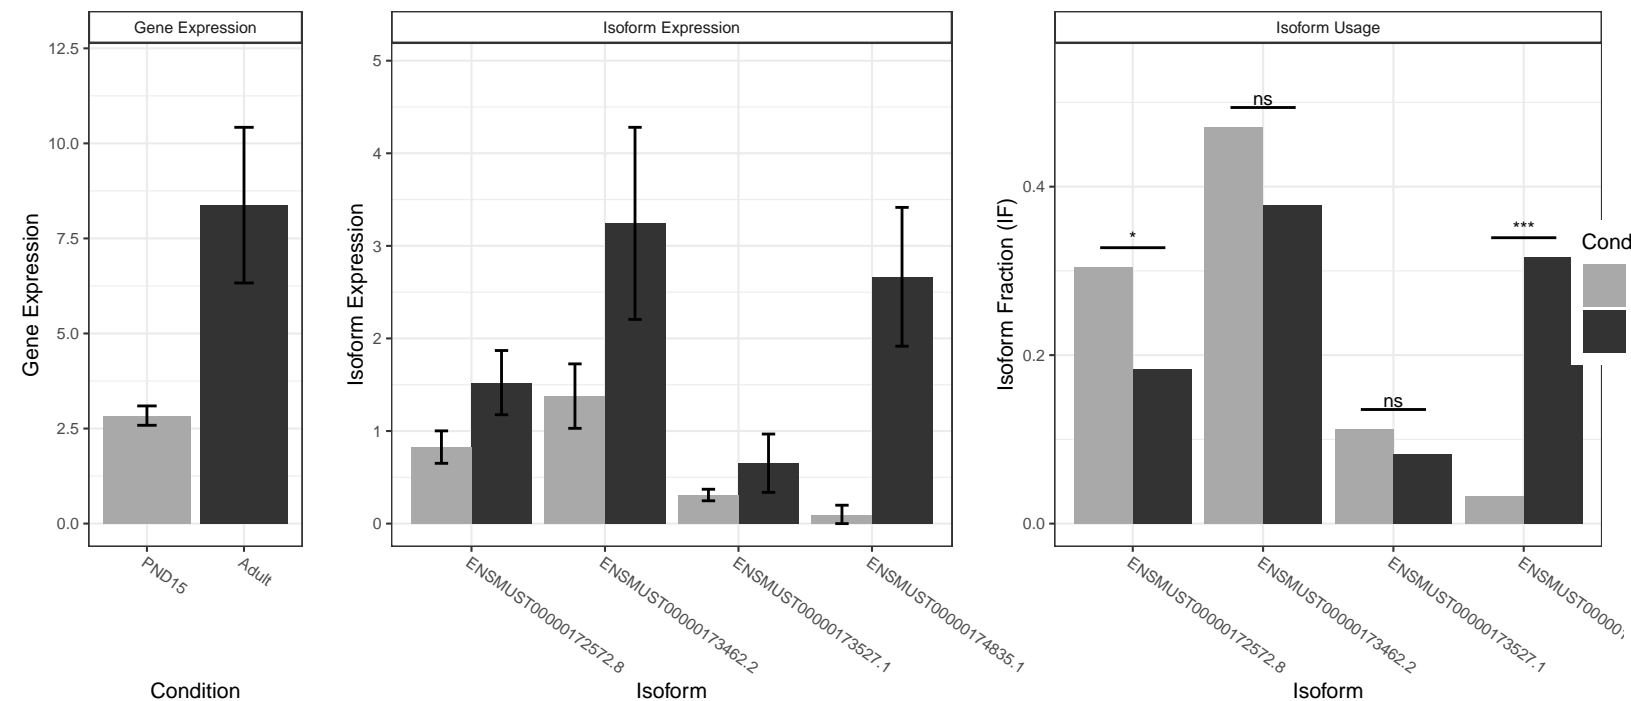 Gene Expression
Isoform Expression
Isoform Usage
Gene Expression
12.5
10.0
7.5
5.0
2.5
0.0
PND15
Adult
Condition
Isoform Expression
5
4
3
2
1
0
ENSMUST00000172572.8
ENSMUST00000173462.2
ENSMUST00000173527.1
ENSMUST00000174835.1
Isoform
Isoform Fraction (IF)
0.4
0.2
0.0
*
ns
ns
***
ENSMUST00000172572.8
ENSMUST00000173462.2
ENSMUST00000173527.1
ENSMUST00000
Isoform
Cond